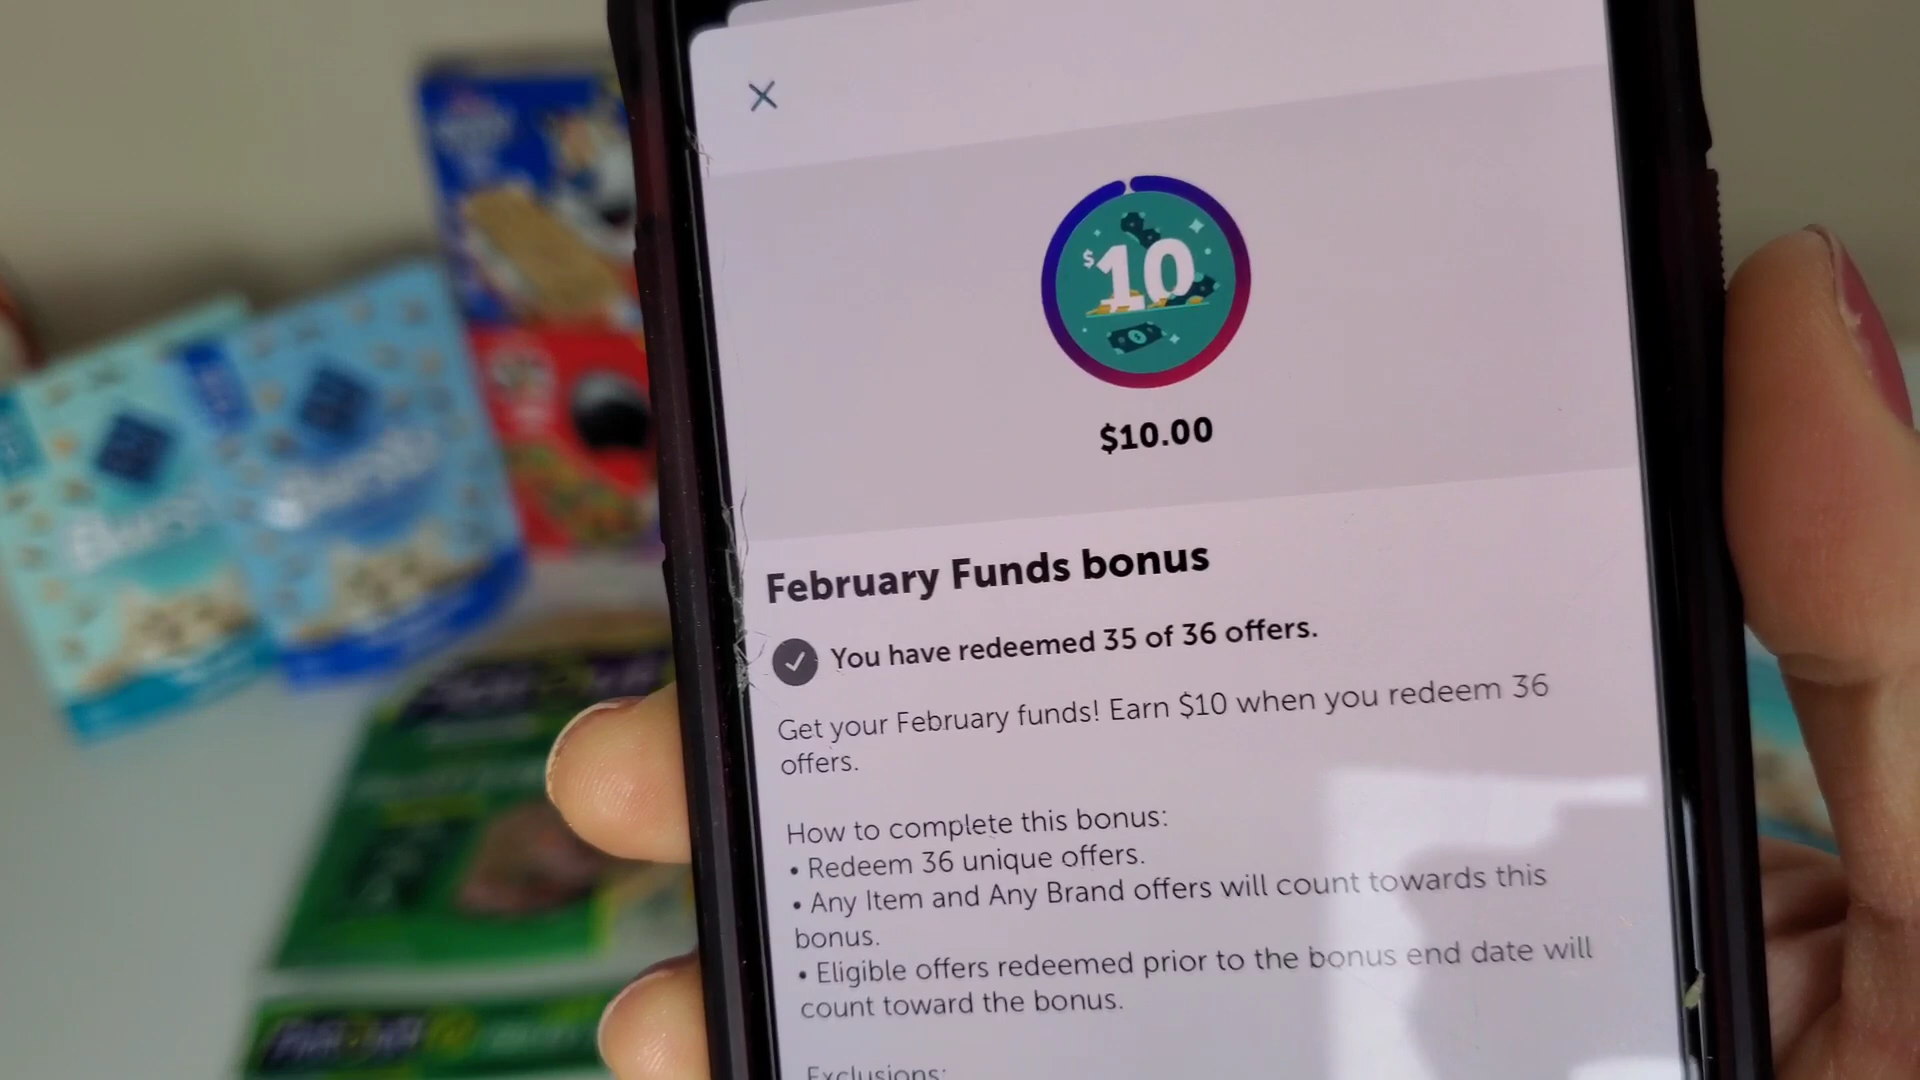 $10
$10.00
February Funds bonus
You have redeemed 35 of 36 offers.
Get your February funds! Earn $10 when you redeem 36
offers.
How to complete this bonus:
• Redeem 36 unique offers.
• Any Item and Any Brand offers will count towards this
bonus.
• Eligible offers redeemed prior to the bonus end date will
count toward the bonus.
Exclusions: